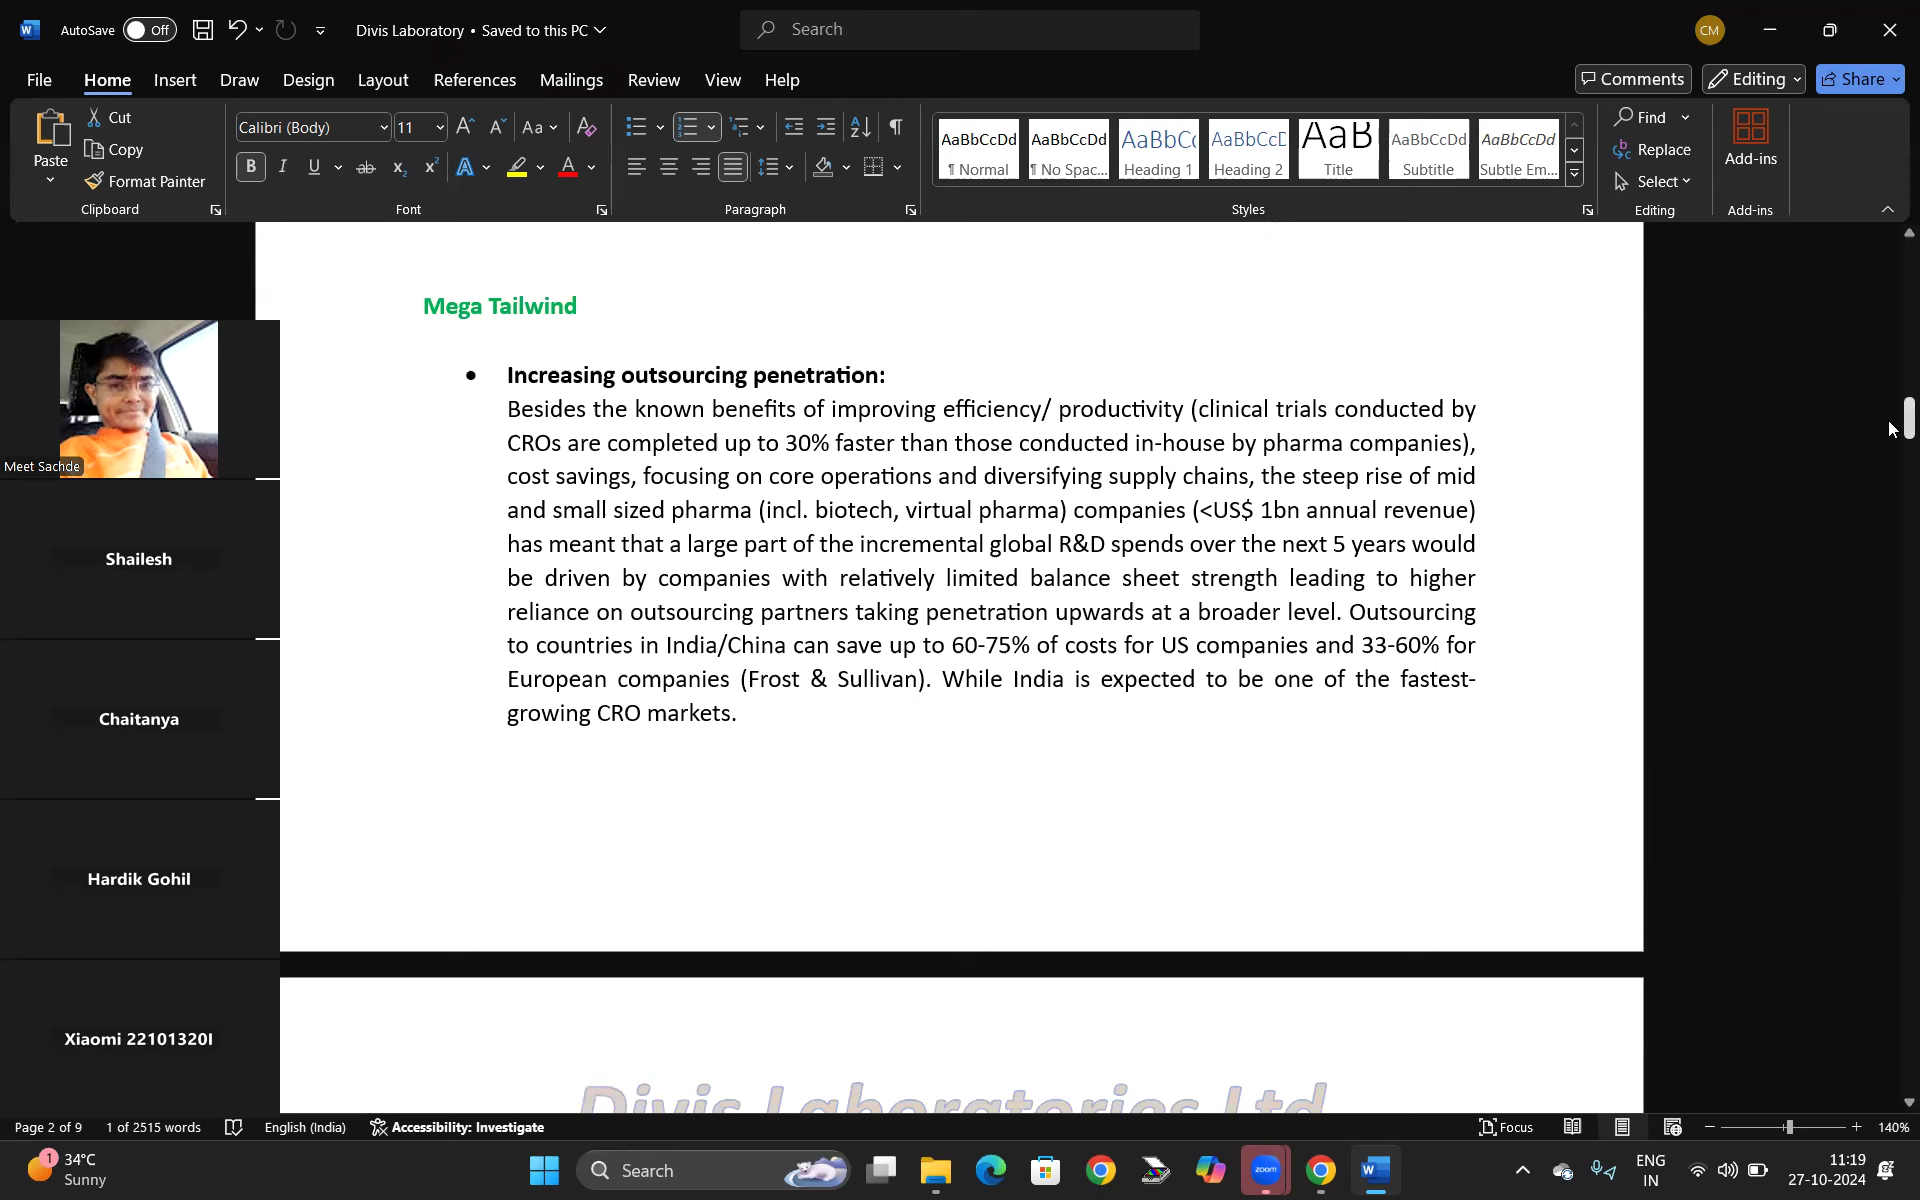 AutoSave Off Divis Laboratory • Saved to this PC Search CM
File Home Insert Draw Design Layout References Mailings Review View Help Comments Editing Share
Paste Cut Copy Format Painter
Clipboard
Calibri (Body) 11 Aa
B I U ab x₂ x² A A
Font
Paragraph
AaBbCcDd ¶ Normal
AaBbCcDd ¶ No Spac...
AaBbCc Heading 1
AaBbCcD Heading 2
AaB Title
AaBbCcDd Subtitle
AaBbCcDd Subtle Em...
Styles
Find
Replace
Select
Editing
Add-ins
Add-ins
Mega Tailwind
• Increasing outsourcing penetration:
Besides the known benefits of improving efficiency/ productivity (clinical trials conducted by
CROs are completed up to 30% faster than those conducted in-house by pharma companies),
cost savings, focusing on core operations and diversifying supply chains, the steep rise of mid
and small sized pharma (incl. biotech, virtual pharma) companies (<US$ 1bn annual revenue)
has meant that a large part of the incremental global R&D spends over the next 5 years would
be driven by companies with relatively limited balance sheet strength leading to higher
reliance on outsourcing partners taking penetration upwards at a broader level. Outsourcing
to countries in India/China can save up to 60-75% of costs for US companies and 33-60% for
European companies (Frost & Sullivan). While India is expected to be one of the fastest-
growing CRO markets.
Meet Sachde
Shailesh
Chaitanya
Hardik Gohil
Xiaomi 22101320I
Divis Laboratories Ltd
Page 2 of 9 1 of 2515 words English (India) Accessibility: Investigate Focus 140%
1 34°C
Sunny
Search
zoom
ENG
IN
11:19
27-10-2024